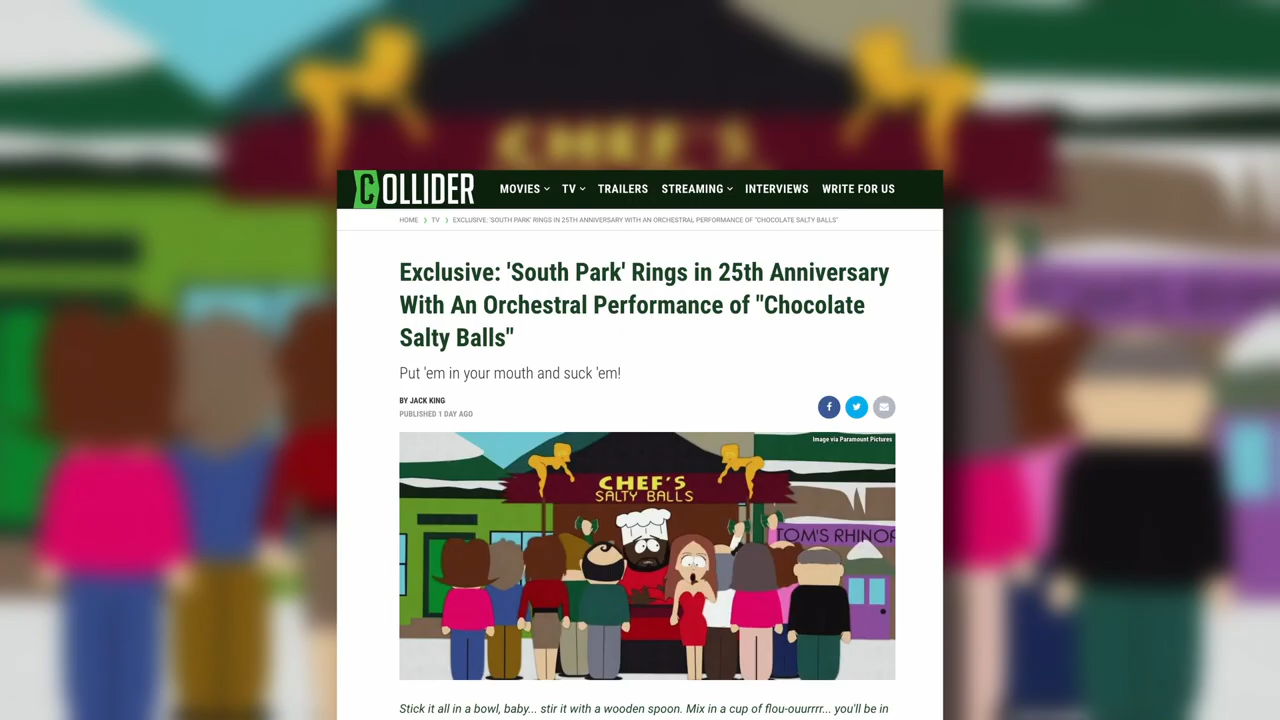 CHEF'S
COLLIDER
MOVIES TV TRAILERS STREAMING INTERVIEWS WRITE FOR US
HOME > TV > EXCLUSIVE: 'SOUTH PARK' RINGS IN 25TH ANNIVERSARY WITH AN ORCHESTRAL PERFORMANCE OF "CHOCOLATE SALTY BALLS"
Exclusive: 'South Park' Rings in 25th Anniversary
With An Orchestral Performance of "Chocolate
Salty Balls"
Put 'em in your mouth and suck 'em!
BY JACK KING
PUBLISHED 1 DAY AGO
Image via Paramount Pictures
CHEF'S
SALTY BALLS
TOM'S RHINOP
Stick it all in a bowl, baby... stir it with a wooden spoon. Mix in a cup of flou-ouurrrr... you'll be in